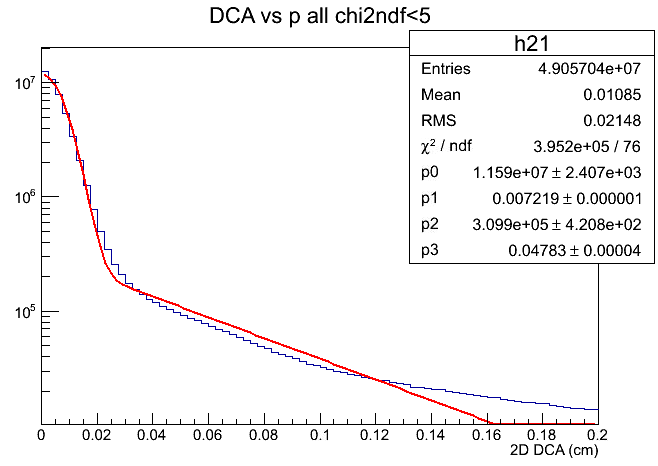 DCA vs p all chi2ndf<5
h21
Entries 4.905704e+07
Mean 0.01085
RMS 0.02148
χ² / ndf 3.952e+05 / 76
p0 1.159e+07 ± 2.407e+03
p1 0.007219 ± 0.000001
p2 3.099e+05 ± 4.208e+02
p3 0.04783 ± 0.00004
10⁷
10⁶
10⁵
0 0.02 0.04 0.06 0.08 0.1 0.12 0.14 0.16 0.18 0.2
2D DCA (cm)